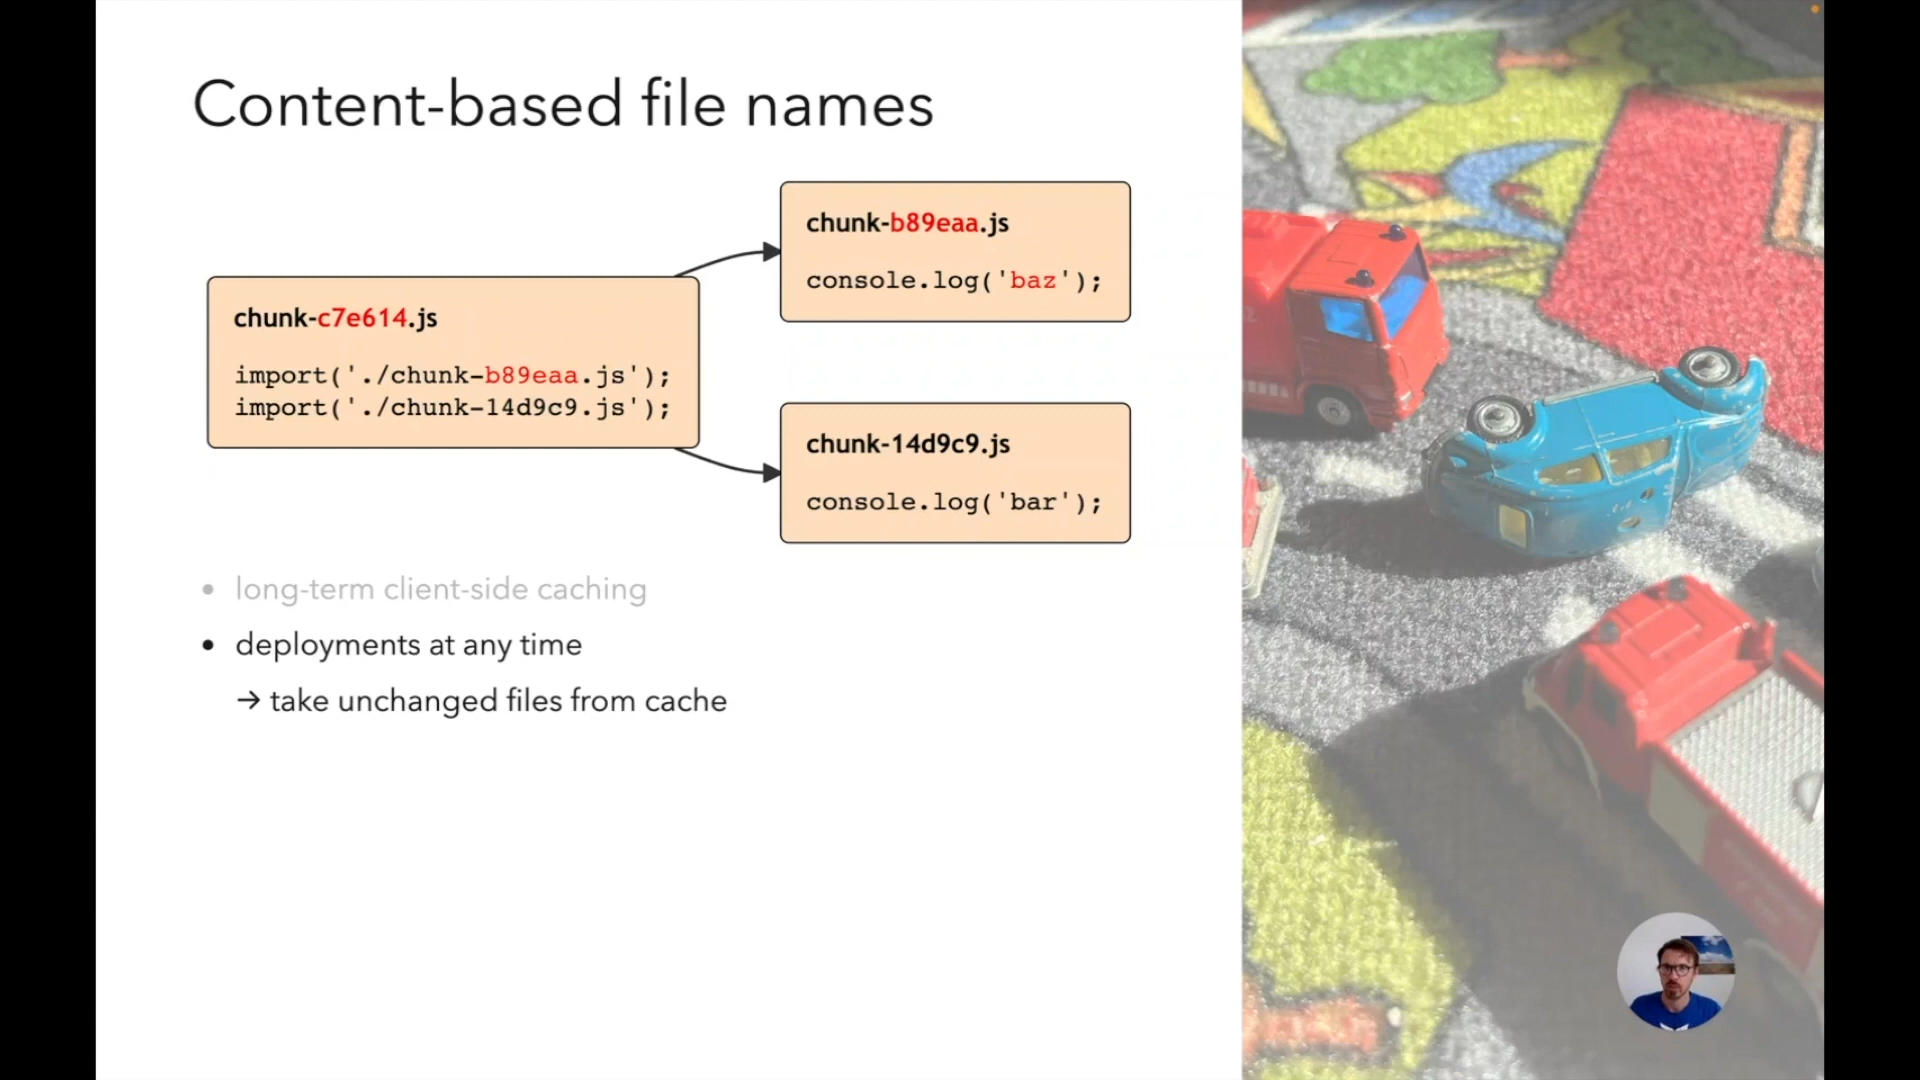 Content-based file names
chunk-c7e614.js
import('./chunk-b89eaa.js');
import('./chunk-14d9c9.js');
chunk-b89eaa.js
console.log('baz');
chunk-14d9c9.js
console.log('bar');
• long-term client-side caching
• deployments at any time
→ take unchanged files from cache